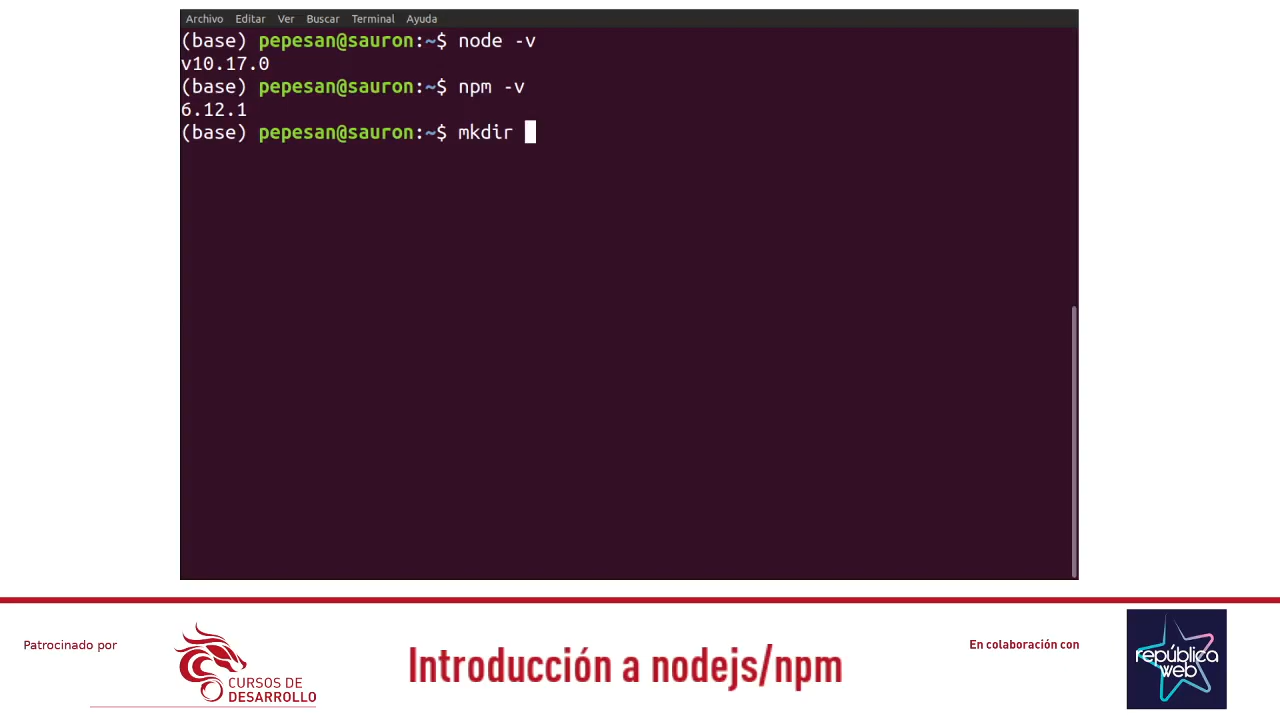 Archivo Editar Ver Buscar Terminal Ayuda
(base) pepesan@sauron:~$ node -v
v10.17.0
(base) pepesan@sauron:~$ npm -v
6.12.1
(base) pepesan@sauron:~$ mkdir
Patrocinado por
CURSOS DE
DESARROLLO
Introducción a nodejs/npm
En colaboración con
república
web